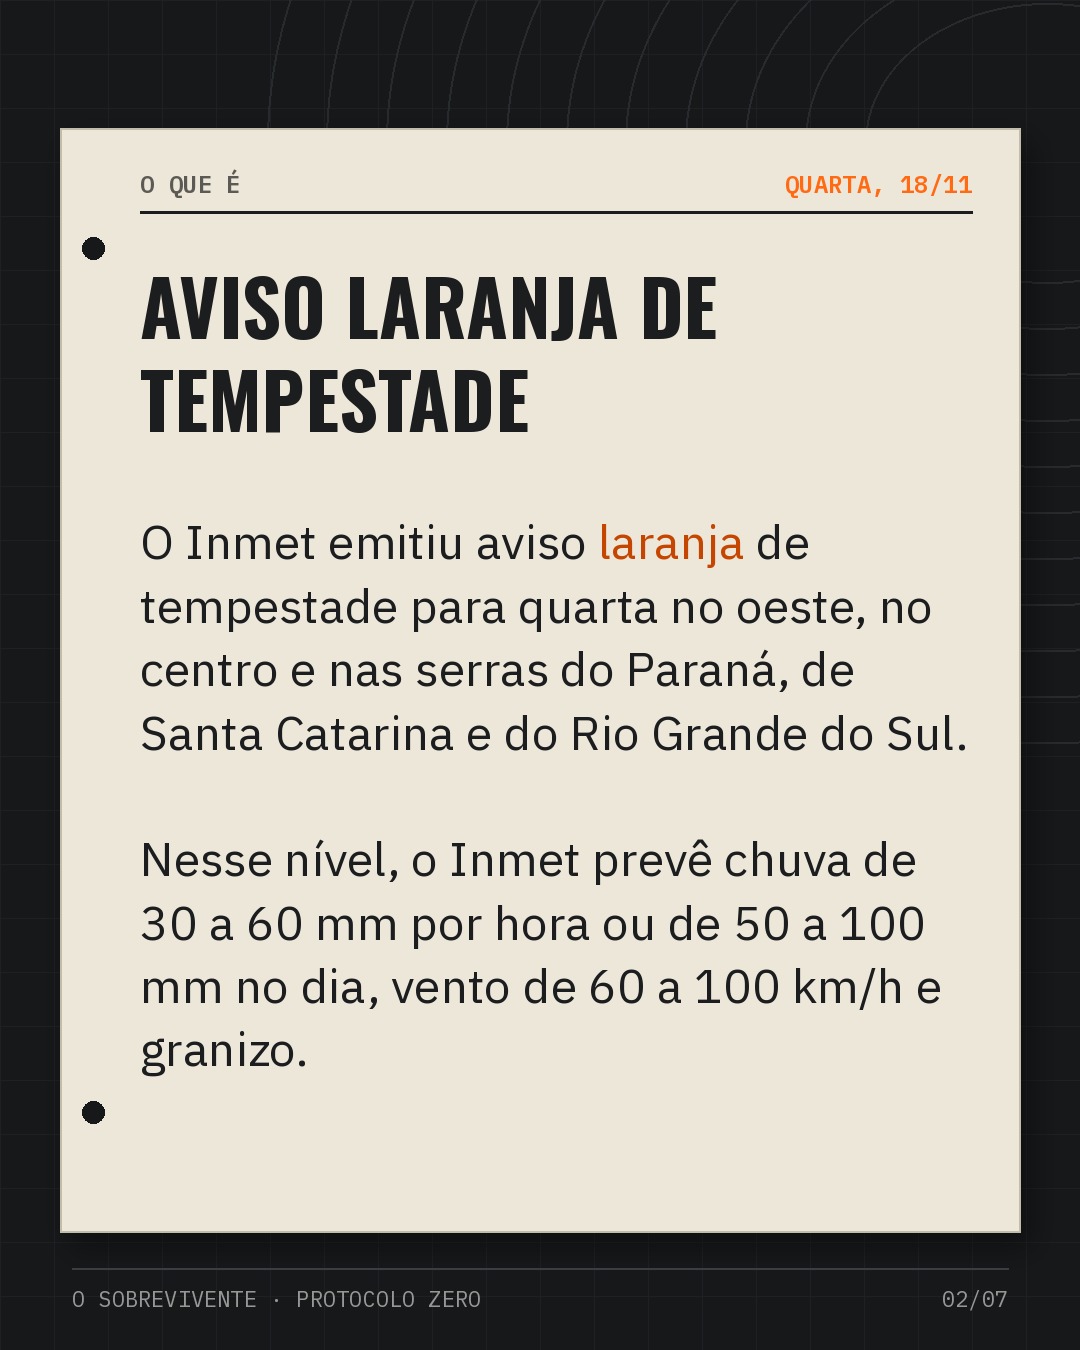 O QUE É
QUARTA, 18/11
AVISO LARANJA DE
TEMPESTADE
O Inmet emitiu aviso laranja de
tempestade para quarta no oeste, no
centro e nas serras do Paraná, de
Santa Catarina e do Rio Grande do Sul.
Nesse nível, o Inmet prevê chuva de
30 a 60 mm por hora ou de 50 a 100
mm no dia, vento de 60 a 100 km/h e
granizo.
O SOBREVIVENTE · PROTOCOLO ZERO
02/07